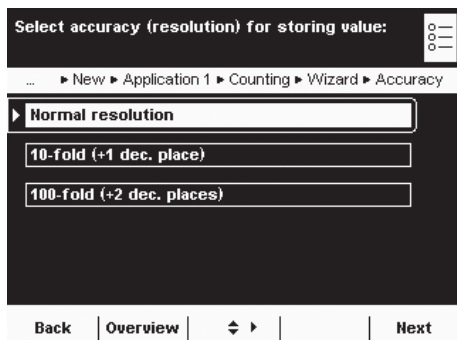 Select accuracy (resolution) for storing value:
... ▸ New ▸ Application 1 ▸ Counting ▸ Wizard ▸ Accuracy
Normal resolution
10-fold (+1 dec. place)
100-fold (+2 dec. places)
Back Overview Next